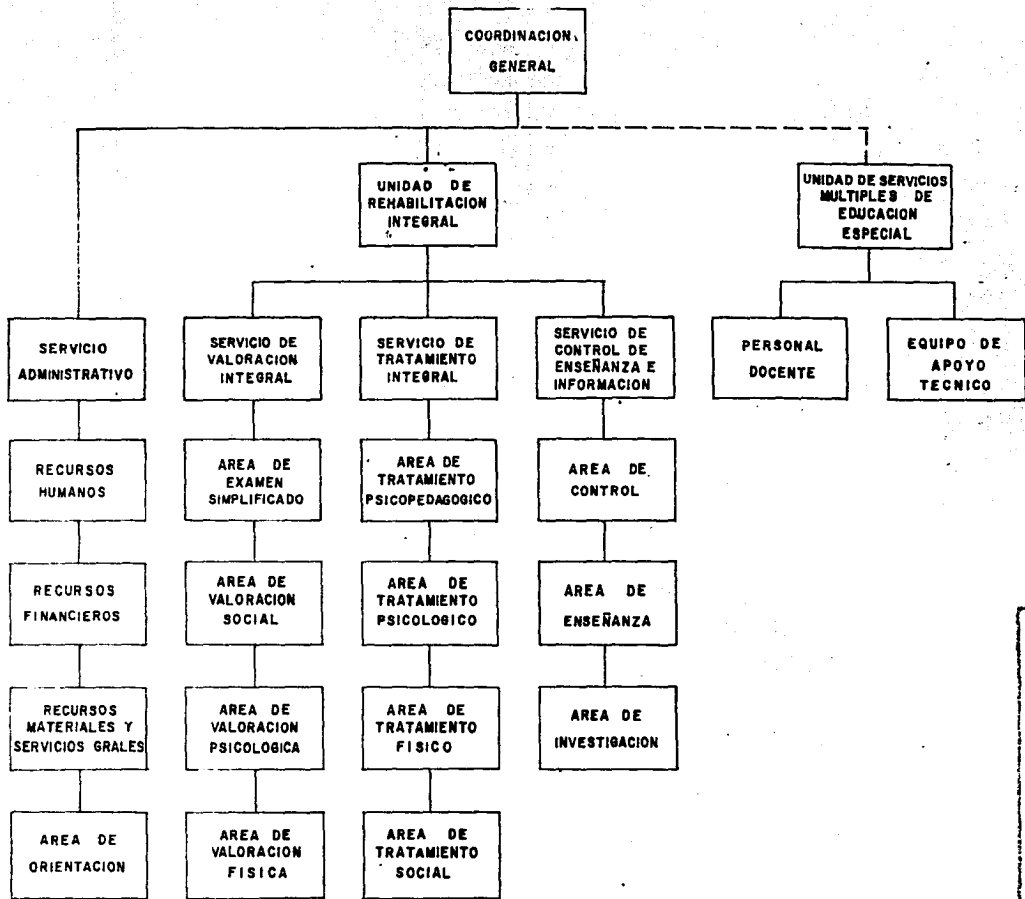 COORDINACION
GENERAL
UNIDAD DE
REHABILITACION
INTEGRAL
UNIDAD DE SERVICIOS
MULTIPLES DE
EDUCACION
ESPECIAL
SERVICIO
ADMINISTRATIVO
SERVICIO DE
VALORACION
INTEGRAL
SERVICIO DE
TRATAMIENTO
INTEGRAL
SERVICIO DE
CONTROL DE
ENSEÑANZA E
INFORMACION
PERSONAL
DOCENTE
EQUIPO DE
APOYO
TECNICO
RECURSOS
HUMANOS
AREA DE
EXAMEN
SIMPLIFICADO
AREA DE
TRATAMIENTO
PSICOPEDAGOGICO
AREA DE
CONTROL
RECURSOS
FINANCIEROS
AREA DE
VALORACION
SOCIAL
AREA DE
TRATAMIENTO
PSICOLOGICO
AREA DE
ENSEÑANZA
RECURSOS
MATERIALES Y
SERVICIOS GRALES
AREA DE
VALORACION
PSICOLOGICA
AREA DE
TRATAMIENTO
FISICO
AREA DE
INVESTIGACION
AREA DE
ORIENTACION
AREA DE
VALORACION
FISICA
AREA DE
TRATAMIENTO
SOCIAL